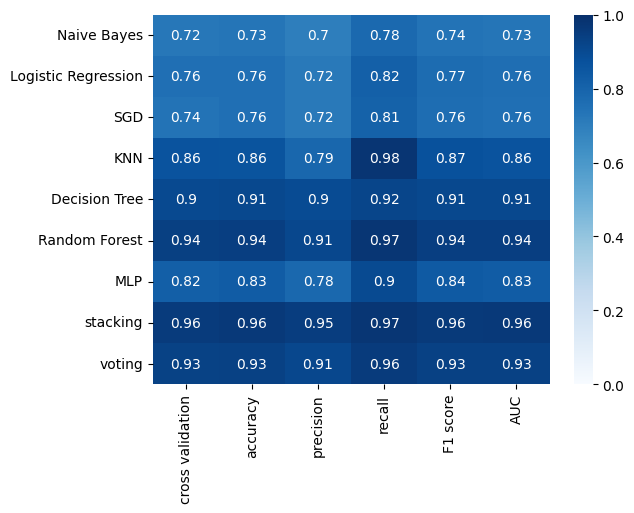 Naive Bayes 0.72 0.73 0.7 0.78 0.74 0.73
Logistic Regression 0.76 0.76 0.72 0.82 0.77 0.76
SGD 0.74 0.76 0.72 0.81 0.76 0.76
KNN 0.86 0.86 0.79 0.98 0.87 0.86
Decision Tree 0.9 0.91 0.9 0.92 0.91 0.91
Random Forest 0.94 0.94 0.91 0.97 0.94 0.94
MLP 0.82 0.83 0.78 0.9 0.84 0.83
stacking 0.96 0.96 0.95 0.97 0.96 0.96
voting 0.93 0.93 0.91 0.96 0.93 0.93
cross validation
accuracy
precision
recall
F1 score
AUC
1.0
0.8
0.6
0.4
0.2
0.0